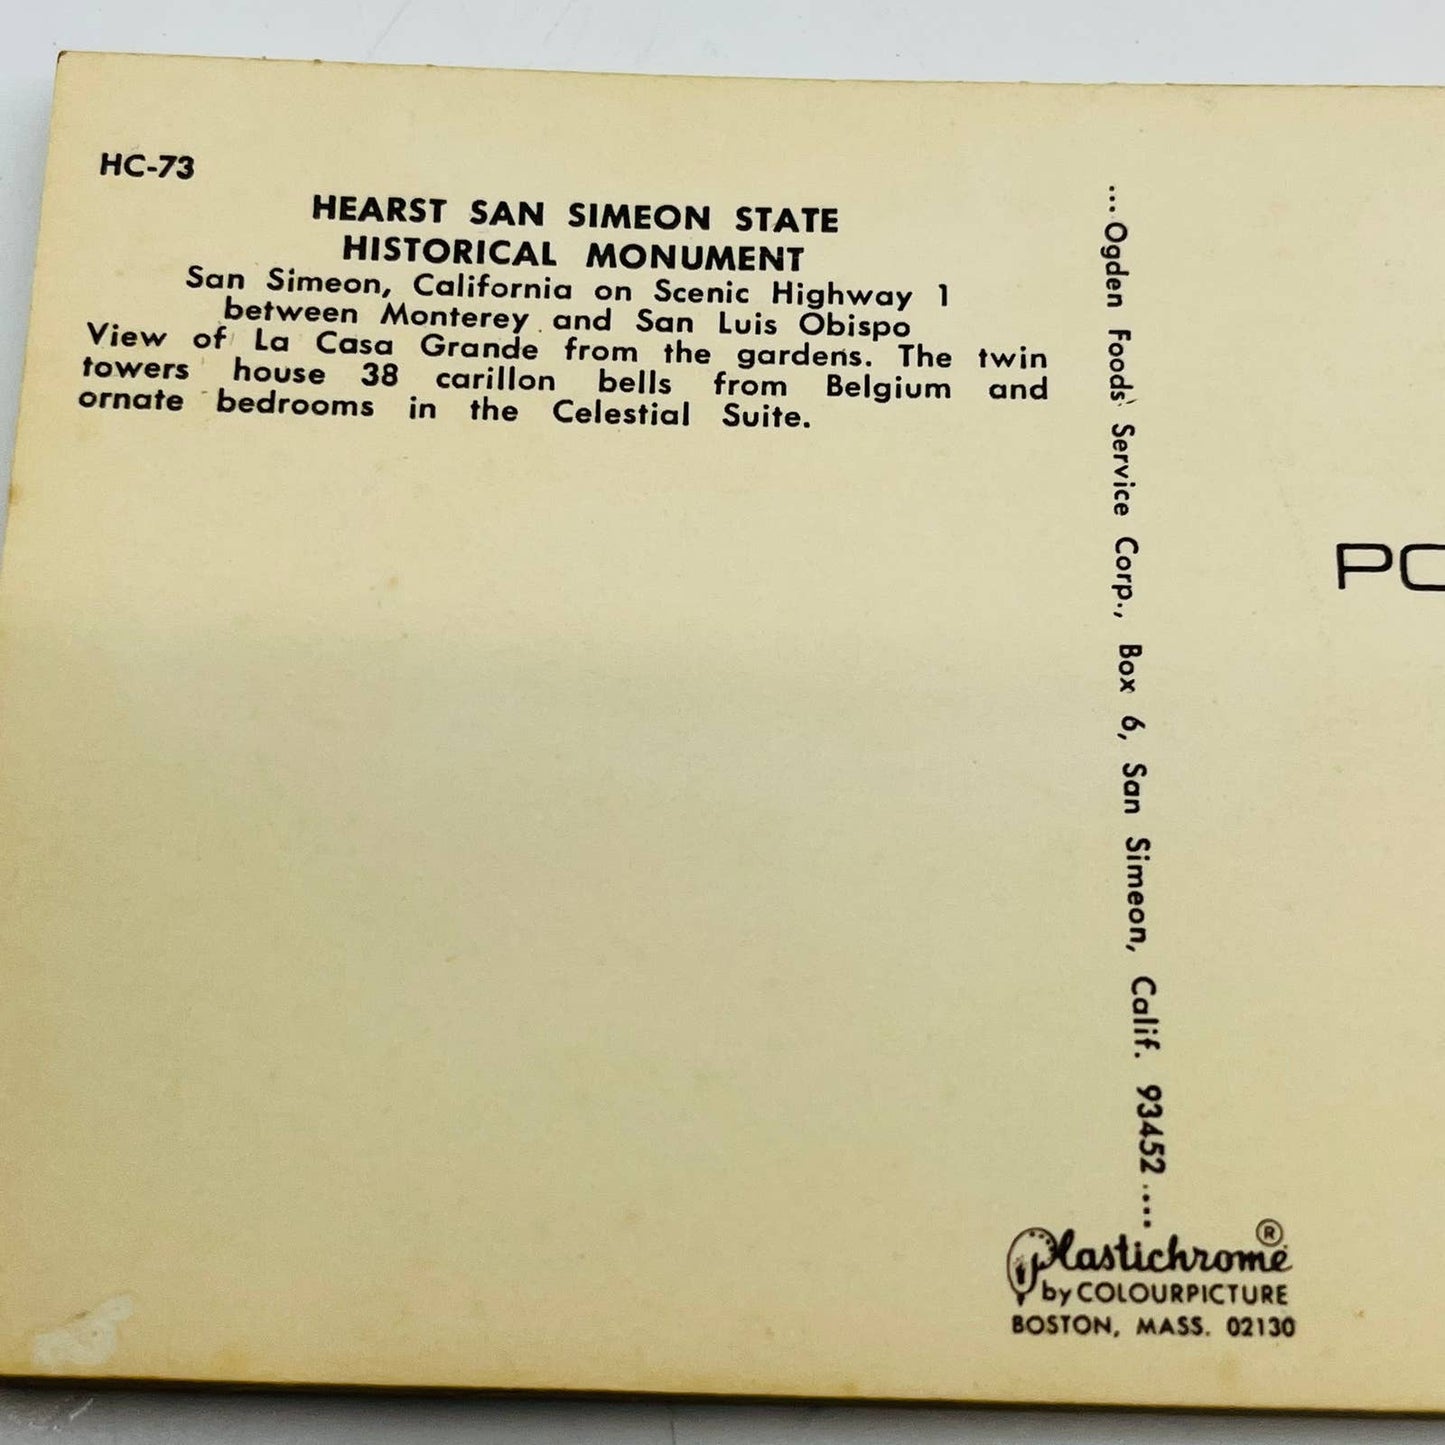 HC-73
HEARST SAN SIMEON STATE
HISTORICAL MONUMENT
San Simeon, California on Scenic Highway 1
between Monterey and San Luis Obispo
View of La Casa Grande from the gardens. The twin
towers house 38 carillon bells from Belgium and
ornate bedrooms in the Celestial Suite.
... Ogden Foods' Service Corp., Box 6, San Simeon, Calif. 93452 ....
PO
Plastichrome ®
by COLOURPICTURE
BOSTON, MASS. 02130